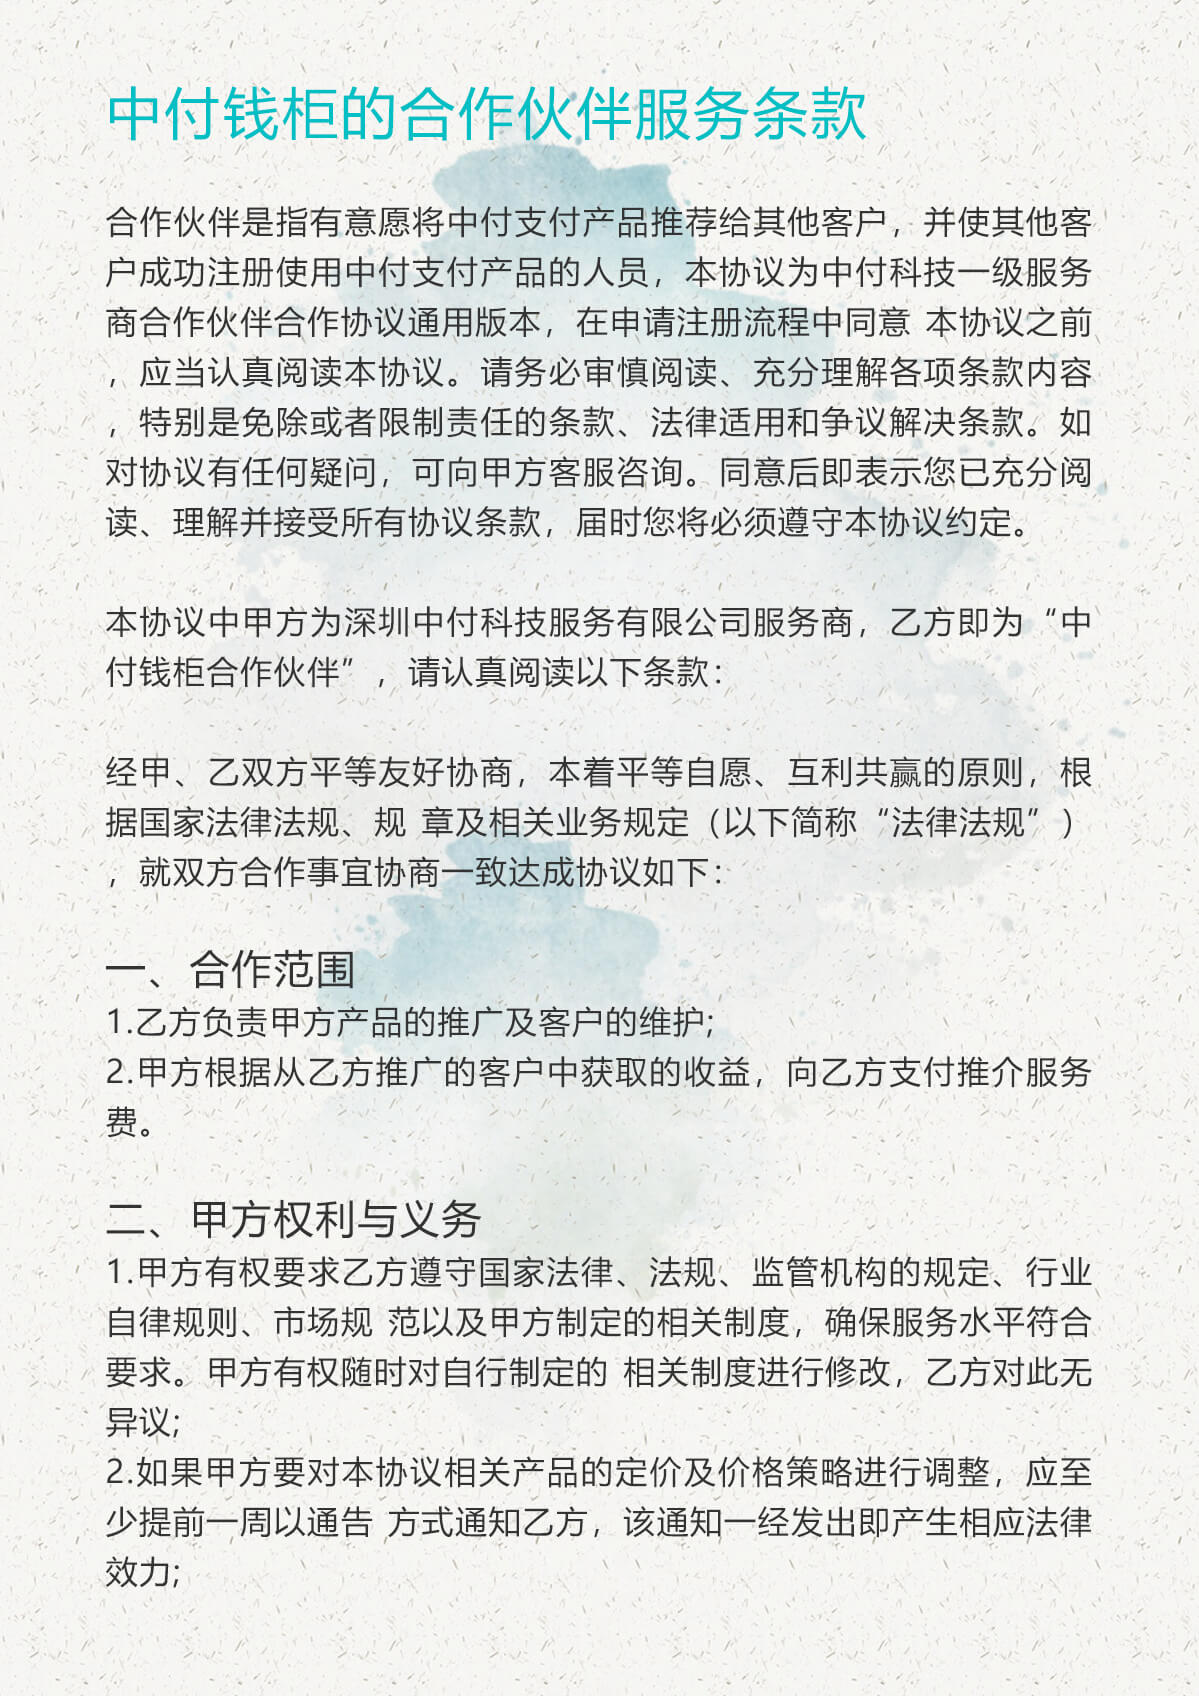 中付钱柜的合作伙伴服务条款
合作伙伴是指有意愿将中付支付产品推荐给其他客户，并使其他客
户成功注册使用中付支付产品的人员，本协议为中付科技一级服务
商合作伙伴合作协议通用版本，在申请注册流程中同意 本协议之前
，应当认真阅读本协议。请务必审慎阅读、充分理解各项条款内容
，特别是免除或者限制责任的条款、法律适用和争议解决条款。如
对协议有任何疑问，可向甲方客服咨询。同意后即表示您已充分阅
读、理解并接受所有协议条款，届时您将必须遵守本协议约定。
本协议中甲方为深圳中付科技服务有限公司服务商，乙方即为“中
付钱柜合作伙伴”，请认真阅读以下条款：
经甲、乙双方平等友好协商，本着平等自愿、互利共赢的原则，根
据国家法律法规、规 章及相关业务规定（以下简称“法律法规”）
，就双方合作事宜协商一致达成协议如下：
一、合作范围
1.乙方负责甲方产品的推广及客户的维护;
2.甲方根据从乙方推广的客户中获取的收益，向乙方支付推介服务
费。
二、甲方权利与义务
1.甲方有权要求乙方遵守国家法律、法规、监管机构的规定、行业
自律规则、市场规 范以及甲方制定的相关制度，确保服务水平符合
要求。甲方有权随时对自行制定的 相关制度进行修改，乙方对此无
异议;
2.如果甲方要对本协议相关产品的定价及价格策略进行调整，应至
少提前一周以通告 方式通知乙方，该通知一经发出即产生相应法律
效力;